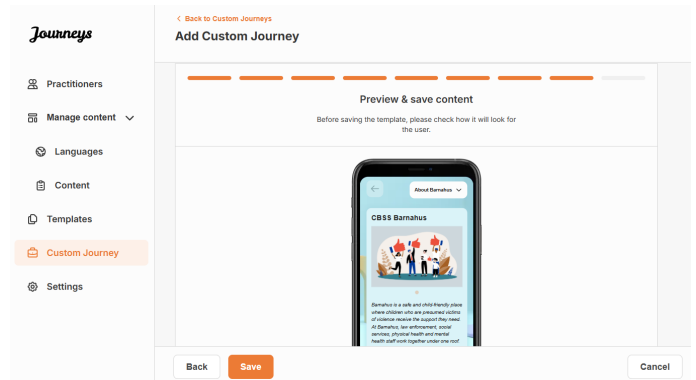 Journeys
< Back to Custom Journeys
Add Custom Journey
Practitioners
Manage content
Languages
Content
Templates
Custom Journey
Settings
Preview & save content
Before saving the template, please check how it will look for
the user.
About Barnahus
CBSS Barnahus
Barnahus is a safe and child-friendly place
where children who are presumed victims
of violence receive the support they need.
At Barnahus, law enforcement, social
services, physical health and mental
health staff work together under one roof
Back
Save
Cancel